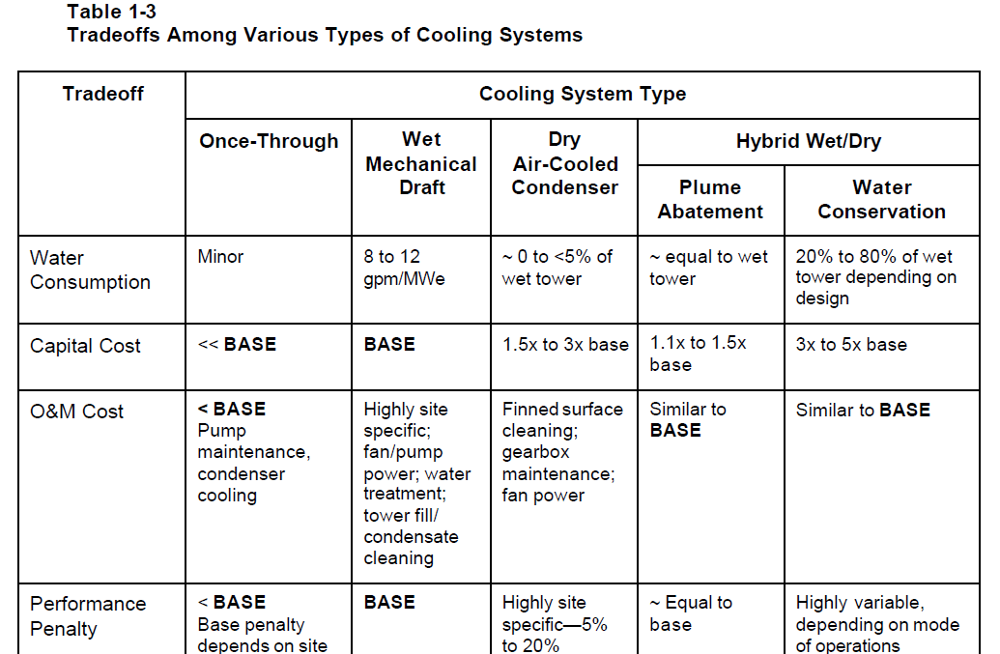 Table 1-3
Tradeoffs Among Various Types of Cooling Systems
Tradeoff
Cooling System Type
Once-Through
Wet
Mechanical
Draft
Dry
Air-Cooled
Condenser
Hybrid Wet/Dry
Plume
Abatement
Water
Conservation
Water
Consumption
Minor
8 to 12
gpm/MWe
~ 0 to <5% of
wet tower
~ equal to wet
tower
20% to 80% of wet
tower depending on
design
Capital Cost
<< BASE
BASE
1.5x to 3x base
1.1x to 1.5x
base
3x to 5x base
O&M Cost
< BASE
Pump
maintenance,
condenser
cooling
Highly site
specific;
fan/pump
power; water
treatment;
tower fill/
condensate
cleaning
Finned surface
cleaning;
gearbox
maintenance;
fan power
Similar to
BASE
Similar to BASE
Performance
Penalty
< BASE
Base penalty
depends on site
BASE
Highly site
specific—5%
to 20%
~ Equal to
base
Highly variable,
depending on mode
of operations